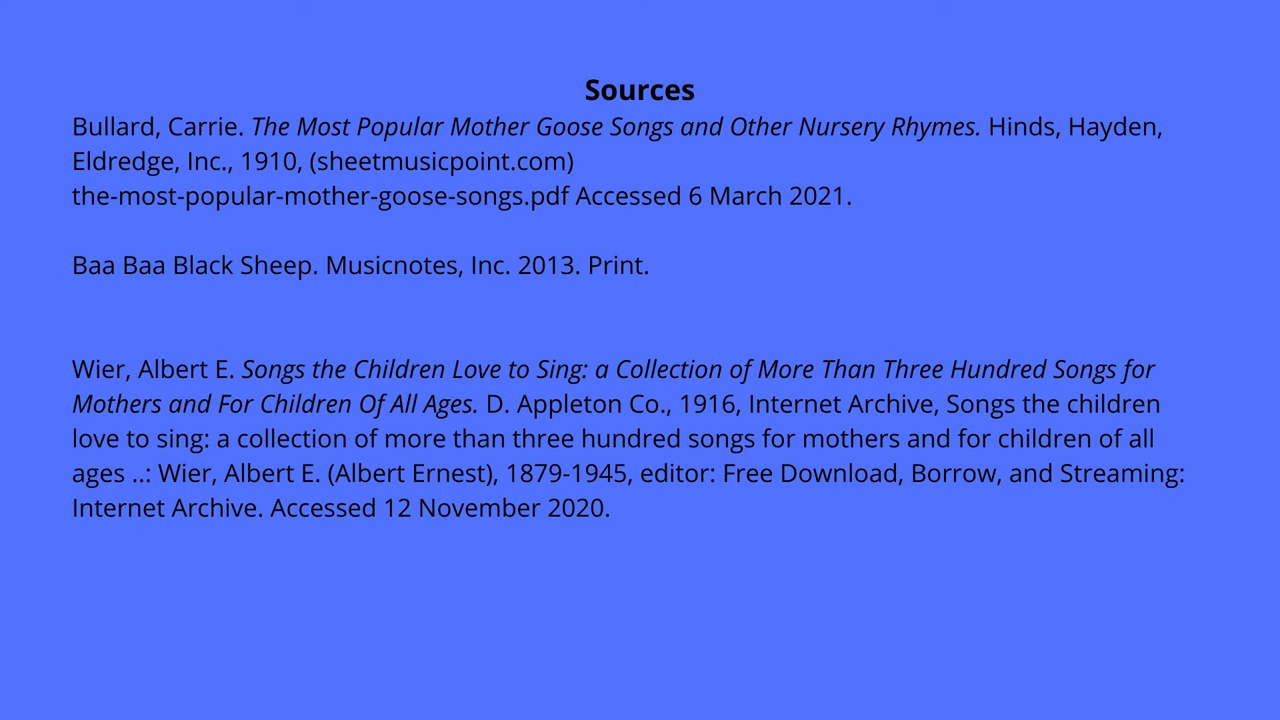 Sources
Bullard, Carrie. The Most Popular Mother Goose Songs and Other Nursery Rhymes. Hinds, Hayden,
Eldredge, Inc., 1910, (sheetmusicpoint.com)
the-most-popular-mother-goose-songs.pdf Accessed 6 March 2021.
Baa Baa Black Sheep. Musicnotes, Inc. 2013. Print.
Wier, Albert E. Songs the Children Love to Sing: a Collection of More Than Three Hundred Songs for
Mothers and For Children Of All Ages. D. Appleton Co., 1916, Internet Archive, Songs the children
love to sing: a collection of more than three hundred songs for mothers and for children of all
ages ..: Wier, Albert E. (Albert Ernest), 1879-1945, editor: Free Download, Borrow, and Streaming:
Internet Archive. Accessed 12 November 2020.